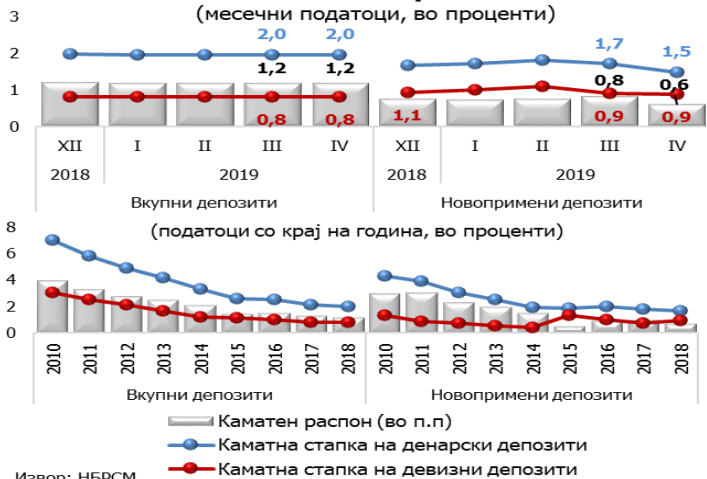 (месечни податоци, во проценти)
3
2
1
0
2,0 2,0
1,2 1,2
0,8 0,8
1,7 1,5
0,8 0,6
1,1 0,9 0,9
XII I II III IV XII I II III IV
2018 2019 2018 2019
Вкупни депозити Новопримени депозити
(податоци со крај на година, во проценти)
8
6
4
2
0
2010 2011 2012 2013 2014 2015 2016 2017 2018 2010 2011 2012 2013 2014 2015 2016 2017 2018
Вкупни депозити Новопримени депозити
Каматен распон (во п.п)
Каматна стапка на денарски депозити
Каматна стапка на девизни депозити
Извор: НБРСМ